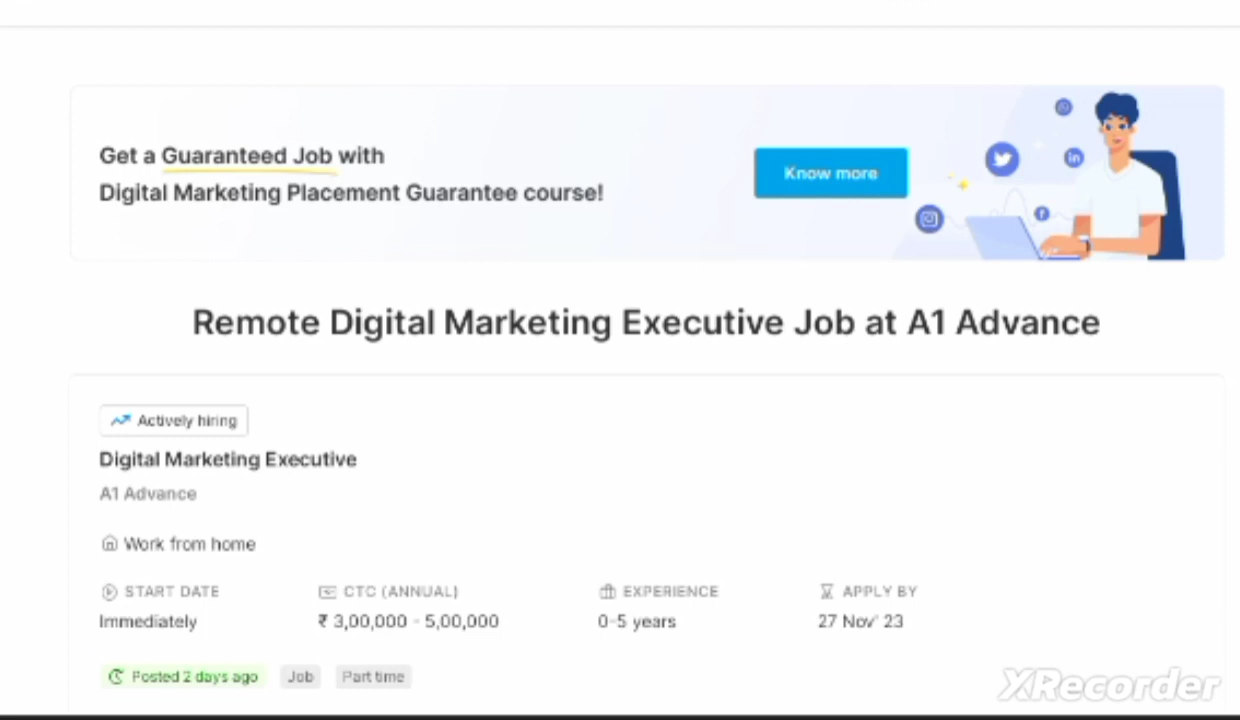 Get a Guaranteed Job with
Digital Marketing Placement Guarantee course!
Know more
Remote Digital Marketing Executive Job at A1 Advance
Actively hiring
Digital Marketing Executive
A1 Advance
Work from home
START DATE CTC (ANNUAL) EXPERIENCE APPLY BY
Immediately ₹ 3,00,000 - 5,00,000 0-5 years 27 Nov' 23
Posted 2 days ago Job Part time
XRecorder